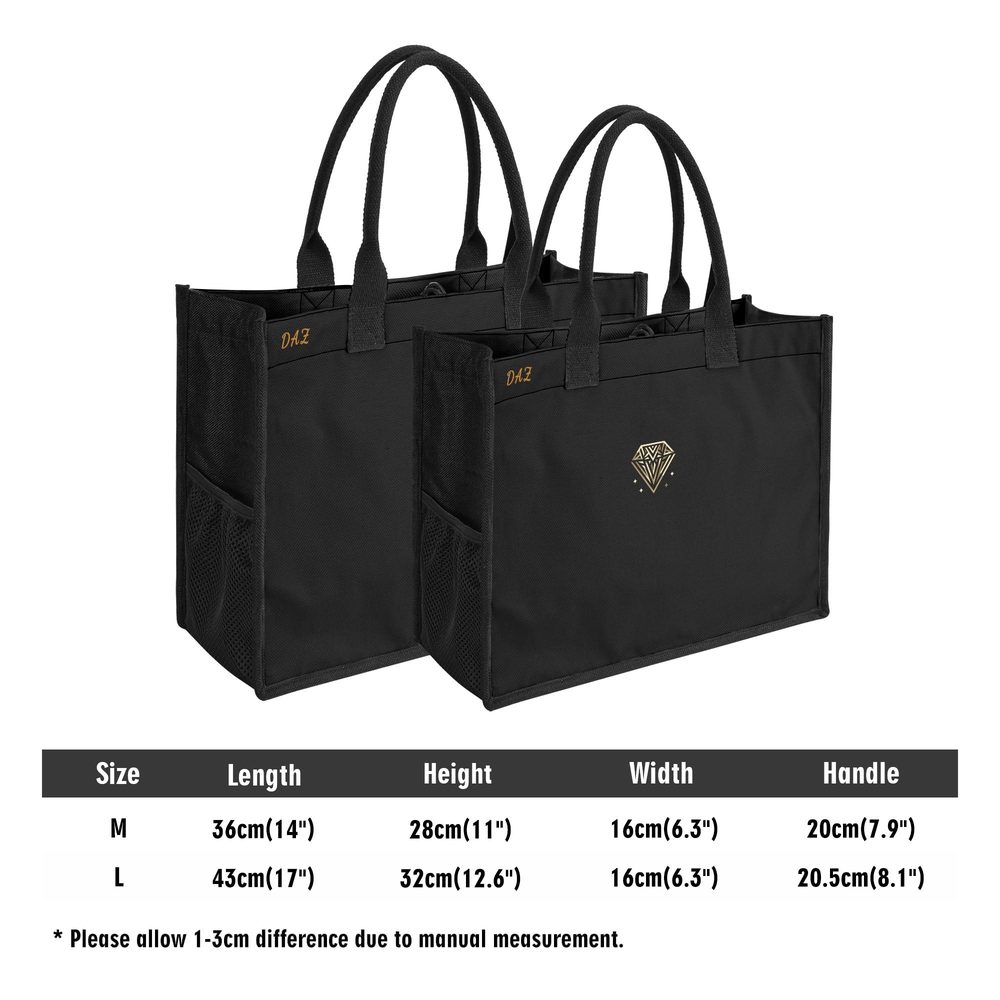 DAZ
DAZ
Size Length Height Width Handle
M 36cm(14") 28cm(11") 16cm(6.3") 20cm(7.9")
L 43cm(17") 32cm(12.6") 16cm(6.3") 20.5cm(8.1")
* Please allow 1-3cm difference due to manual measurement.